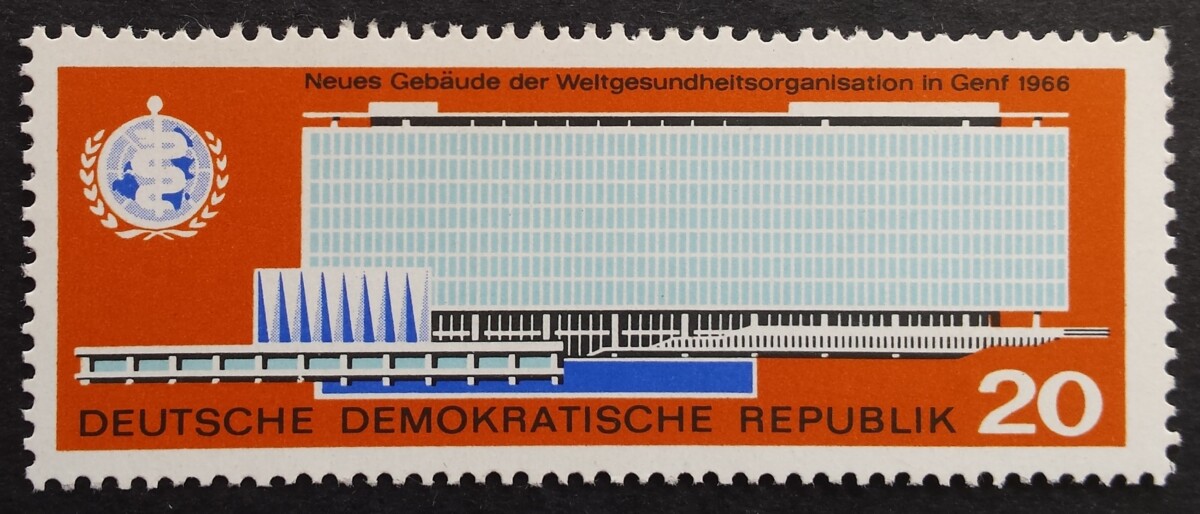 Neues Gebäude der Weltgesundheitsorganisation in Genf 1966
DEUTSCHE DEMOKRATISCHE REPUBLIK 20